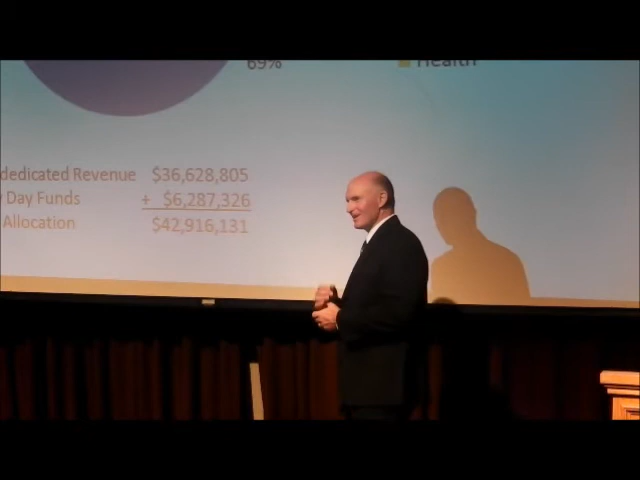 69%
Health
dedicated Revenue $36,628,805
Day Funds + $6,287,326
Allocation $42,916,131